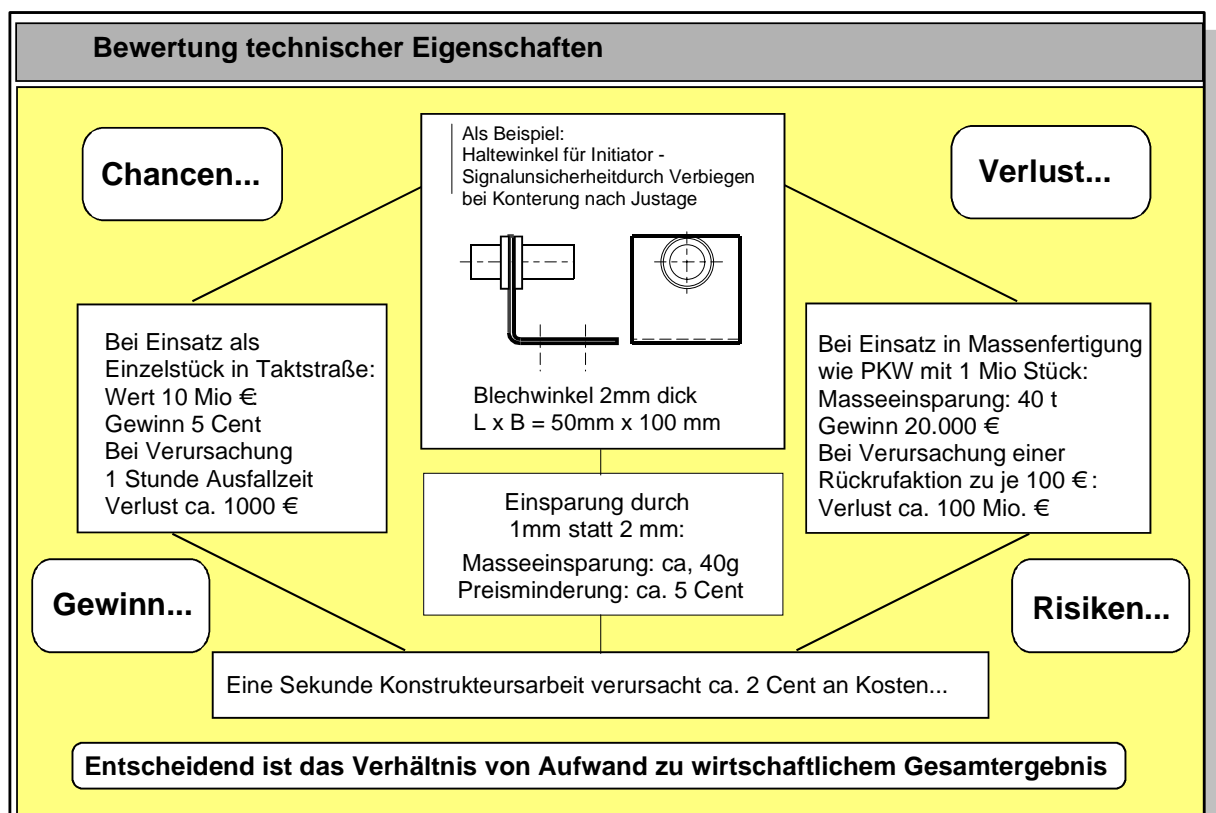 Bewertung technischer Eigenschaften
Chancen...
Als Beispiel:
Haltewinkel für Initiator -
Signalunsicherheitdurch Verbiegen
bei Konterung nach Justage
Verlust...
Bei Einsatz als
Einzelstück in Taktstraße:
Wert 10 Mio €
Gewinn 5 Cent
Bei Verursachung
1 Stunde Ausfallzeit
Verlust ca. 1000 €
Blechwinkel 2mm dick
L x B = 50mm x 100 mm
Bei Einsatz in Massenfertigung
wie PKW mit 1 Mio Stück:
Masseeinsparung: 40 t
Gewinn 20.000 €
Bei Verursachung einer
Rückrufaktion zu je 100 €:
Verlust ca. 100 Mio. €
Einsparung durch
1mm statt 2 mm:
Masseeinsparung: ca, 40g
Preisminderung: ca. 5 Cent
Gewinn...
Risiken...
Eine Sekunde Konstrukteursarbeit verursacht ca. 2 Cent an Kosten...
Entscheidend ist das Verhältnis von Aufwand zu wirtschaftlichem Gesamtergebnis